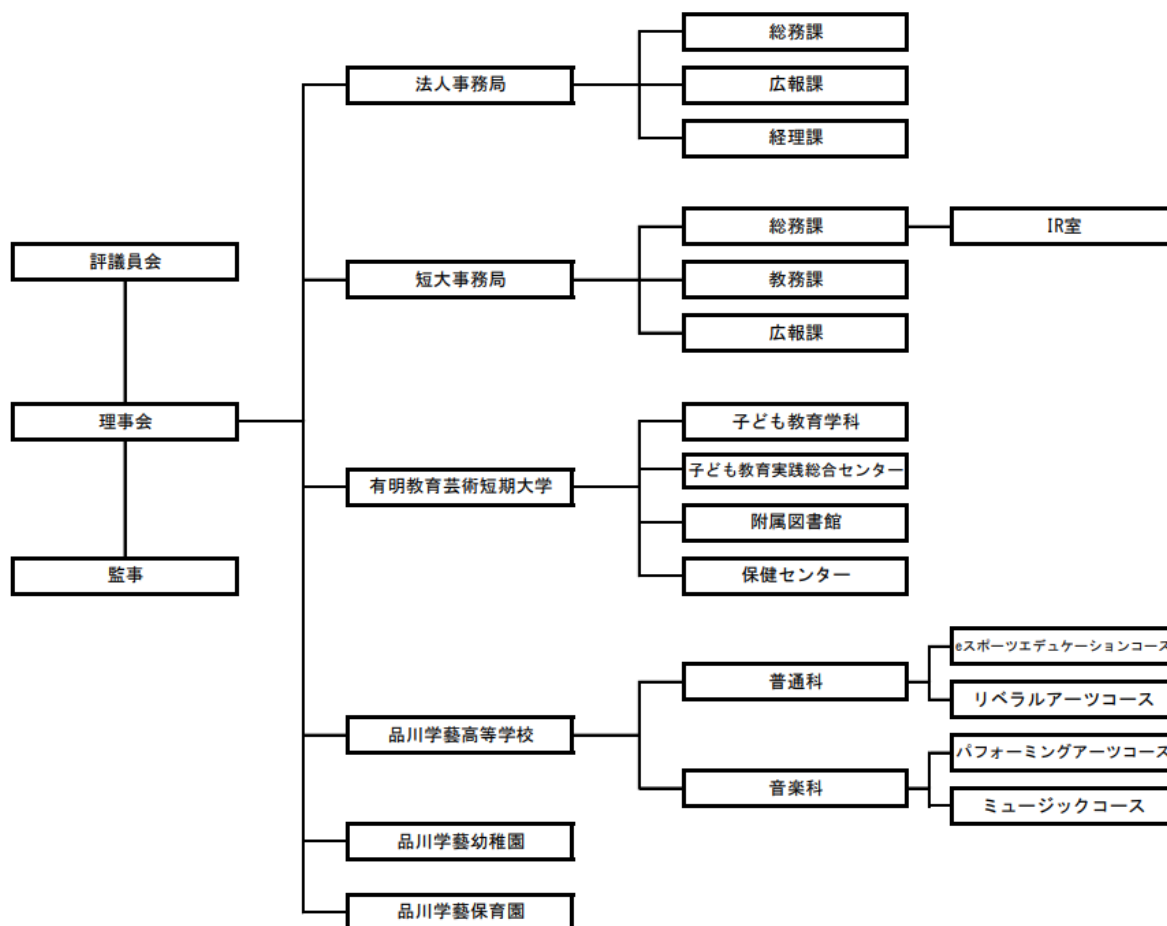 評議員会
理事会
監事
法人事務局
総務課
広報課
経理課
短大事務局
総務課
IR室
教務課
広報課
有明教育芸術短期大学
子ども教育学科
子ども教育実践総合センター
附属図書館
保健センター
品川学藝高等学校
普通科
eスポーツエデュケーションコース
リベラルアーツコース
音楽科
パフォーミングアーツコース
ミュージックコース
品川学藝幼稚園
品川学藝保育園